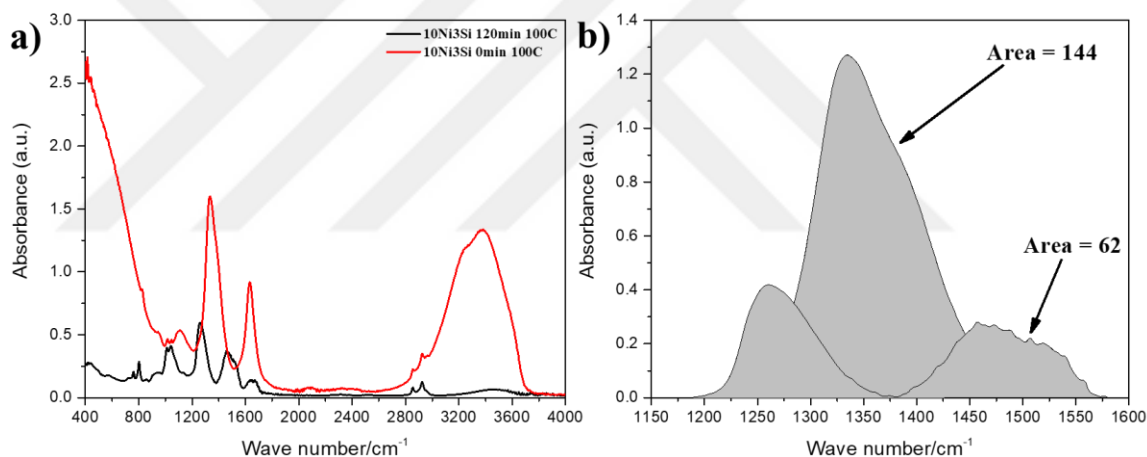 a)
10Ni3Si 120min 100C
10Ni3Si 0min 100C
Absorbance (a.u.)
3.0
2.5
2.0
1.5
1.0
0.5
0.0
400 800 1200 1600 2000 2400 2800 3200 3600 4000
Wave number/cm⁻¹
b)
Area = 144
Area = 62
Absorbance (a.u.)
1.4
1.2
1.0
0.8
0.6
0.4
0.2
0.0
1150 1200 1250 1300 1350 1400 1450 1500 1550 1600
Wave number/cm⁻¹